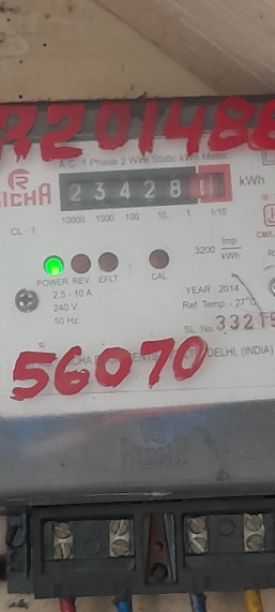 R201488
A.C. 1 Phase 2 Wire Static kWh Meter
RICHA
23428
kWh
10000 1000 100 10 1 1/10
CL - 1
3200 Imp/kWh
POWER REV. EFLT CAL
2.5 - 10 A
240 V
50 Hz.
YEAR : 2014
Ref. Temp. - 27°C
SL. No. 33215
DELHI, (INDIA)
56070